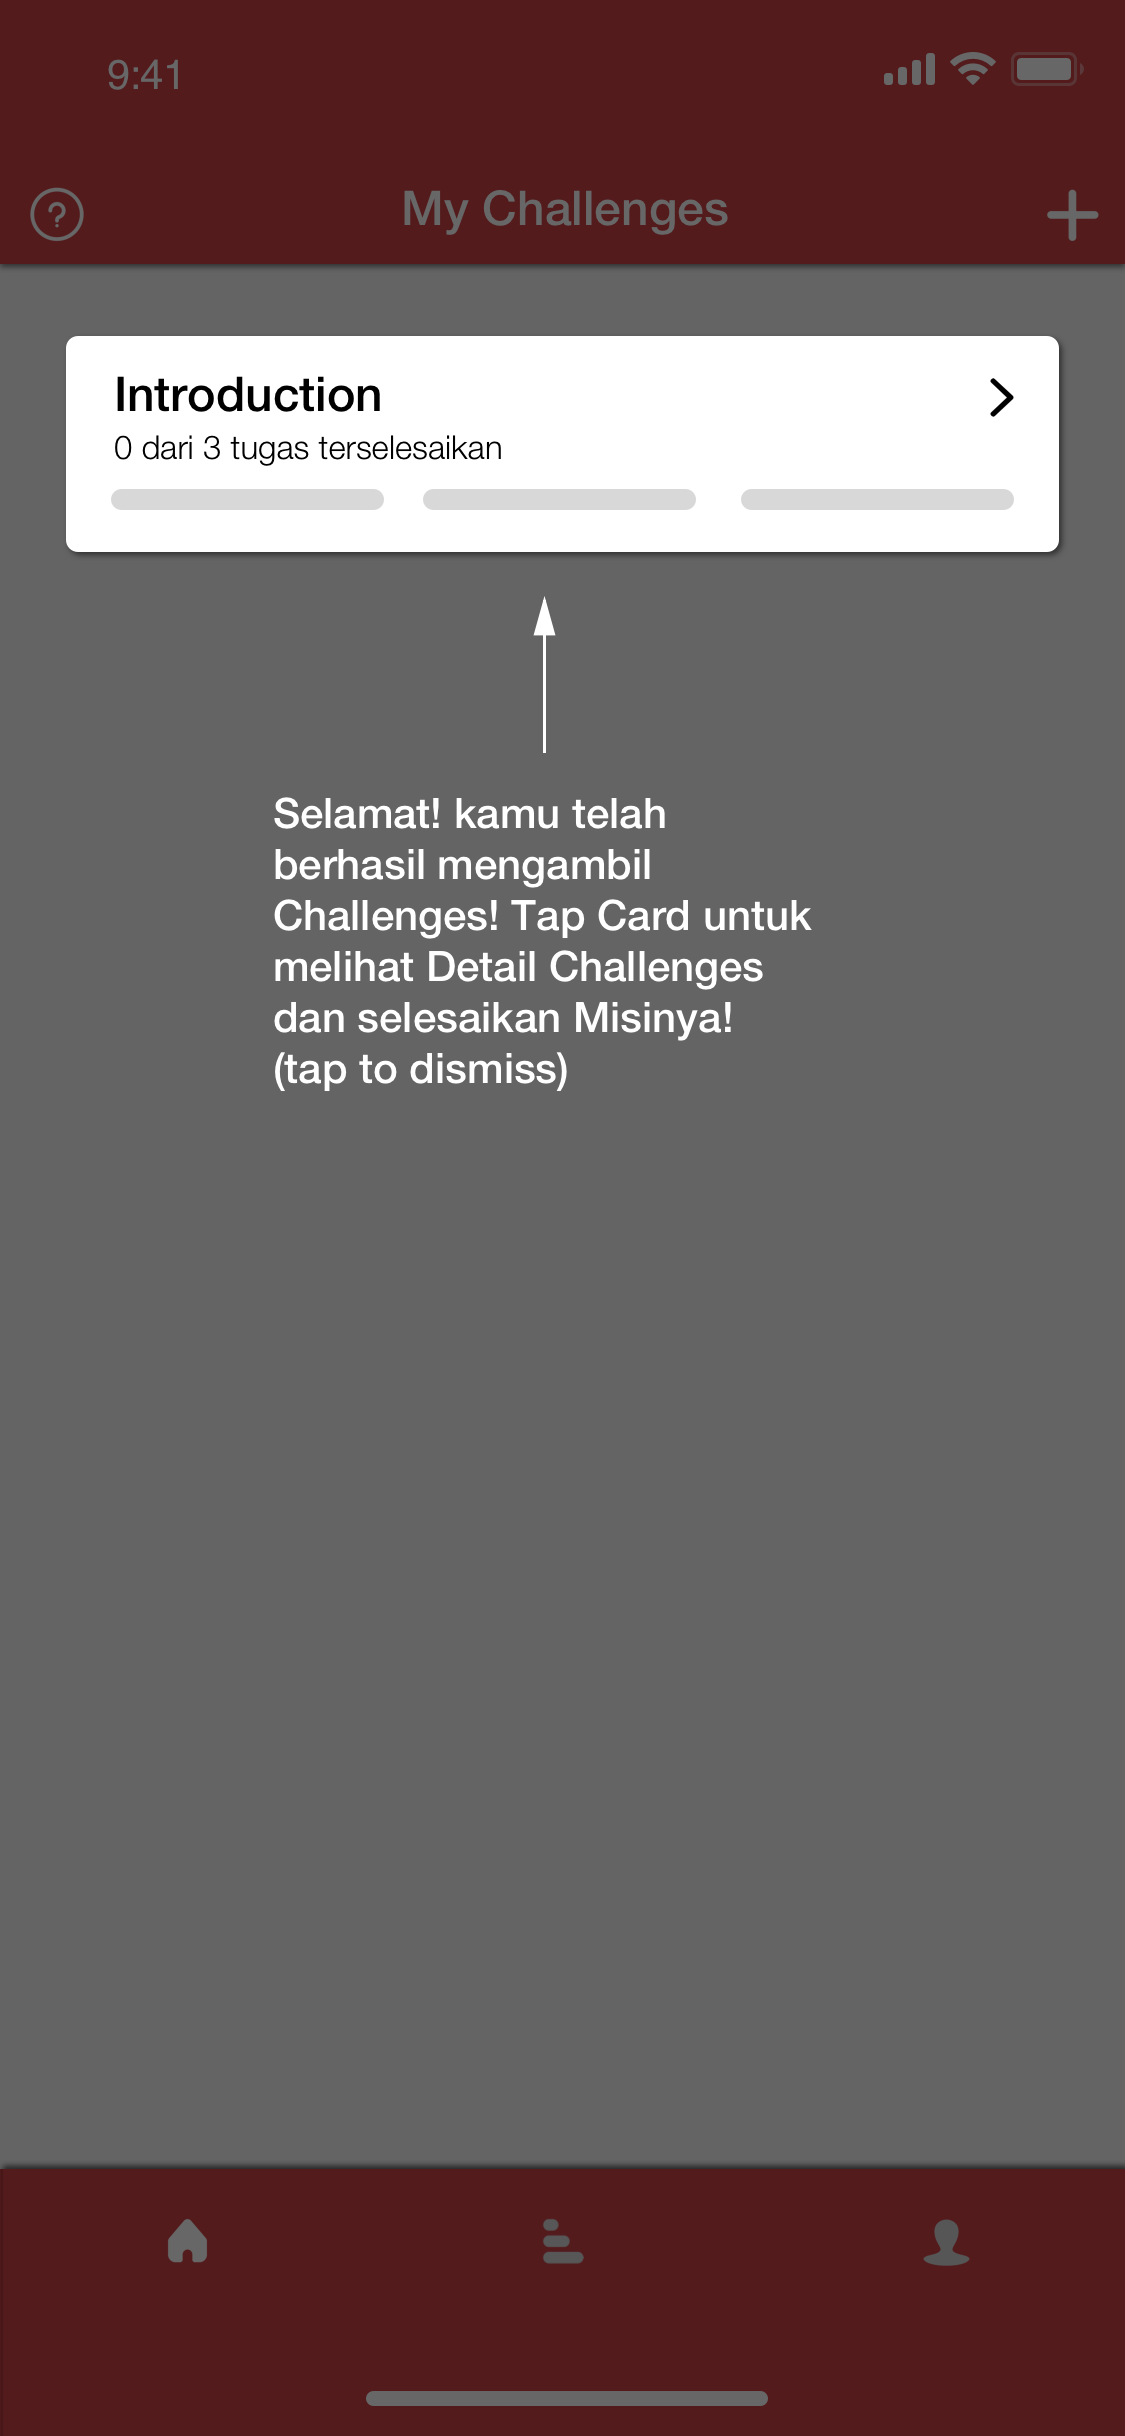 9:41
?
My Challenges
Introduction
0 dari 3 tugas terselesaikan
Selamat! kamu telah
berhasil mengambil
Challenges! Tap Card untuk
melihat Detail Challenges
dan selesaikan Misinya!
(tap to dismiss)